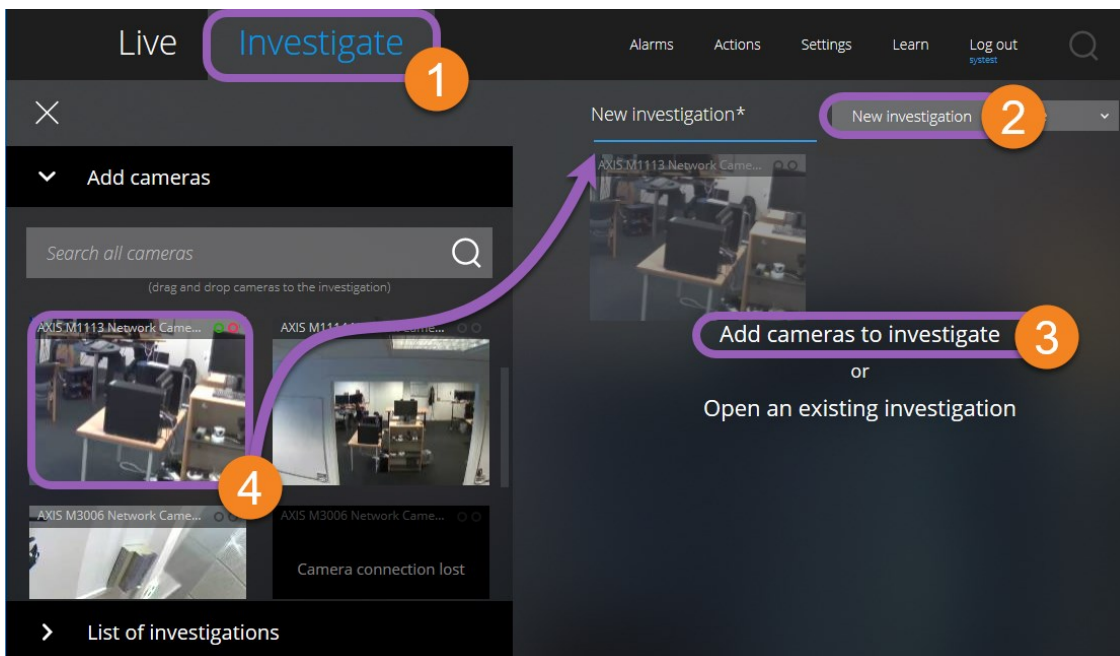 Live Investigate Alarms Actions Settings Learn Log out
systest
1
New investigation*
New investigation 2
Add cameras
AXIS M1113 Network Came...
Search all cameras
(drag and drop cameras to the investigation)
AXIS M1113 Network Came...
Add cameras to investigate 3
or
Open an existing investigation
4
AXIS M3006 Network Came... AXIS M3006 Network Came...
Camera connection lost
List of investigations